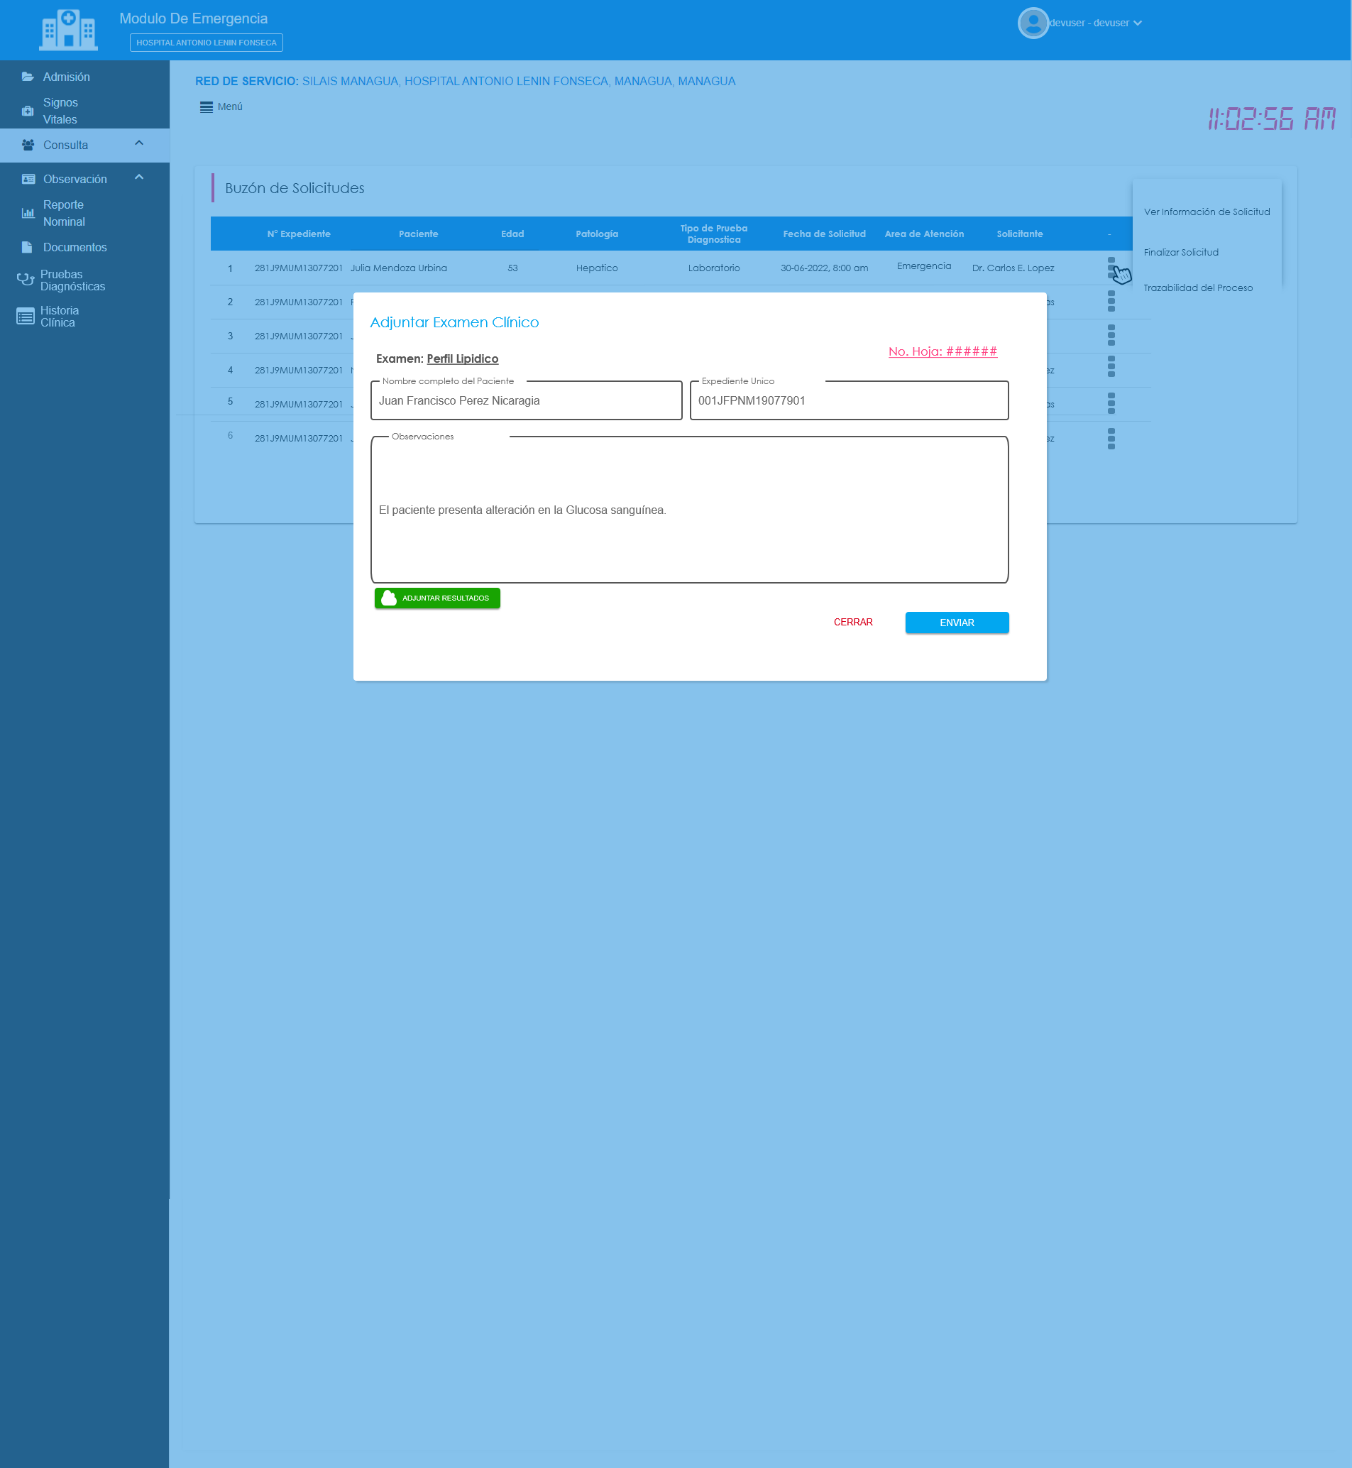 Modulo De Emergencia
HOSPITAL ANTONIO LENIN FONSECA
devuser - devuser
Admisión
Signos
Vitales
Consulta
Observación
Reporte
Nominal
Documentos
Pruebas
Diagnósticas
Historia
Clínica
RED DE SERVICIO: SILAIS MANAGUA, HOSPITAL ANTONIO LENIN FONSECA, MANAGUA, MANAGUA
Menú
11:02:56 AM
Buzón de Solicitudes
Ver Información de Solicitud
Finalizar Solicitud
Trazabilidad del Proceso
N° Expediente Paciente Edad Patología Tipo de Prueba Diagnostica Fecha de Solicitud Area de Atención Solicitante -
1 281J9MUM13077201 Julia Mendoza Urbina 53 Hepatico Laboratorio 30-06-2022, 8:00 am Emergencia Dr. Carlos E. Lopez
2 281J9MUM13077201
3 281J9MUM13077201
4 281J9MUM13077201 ez
5 281J9MUM13077201
6 281J9MUM13077201 ez
Adjuntar Examen Clínico
No. Hoja: ######
Examen: Perfil Lipidico
Nombre completo del Paciente
Juan Francisco Perez Nicaragia
Expediente Unico
001JFPNM19077901
Observaciones
El paciente presenta alteración en la Glucosa sanguínea.
ADJUNTAR RESULTADOS
CERRAR
ENVIAR